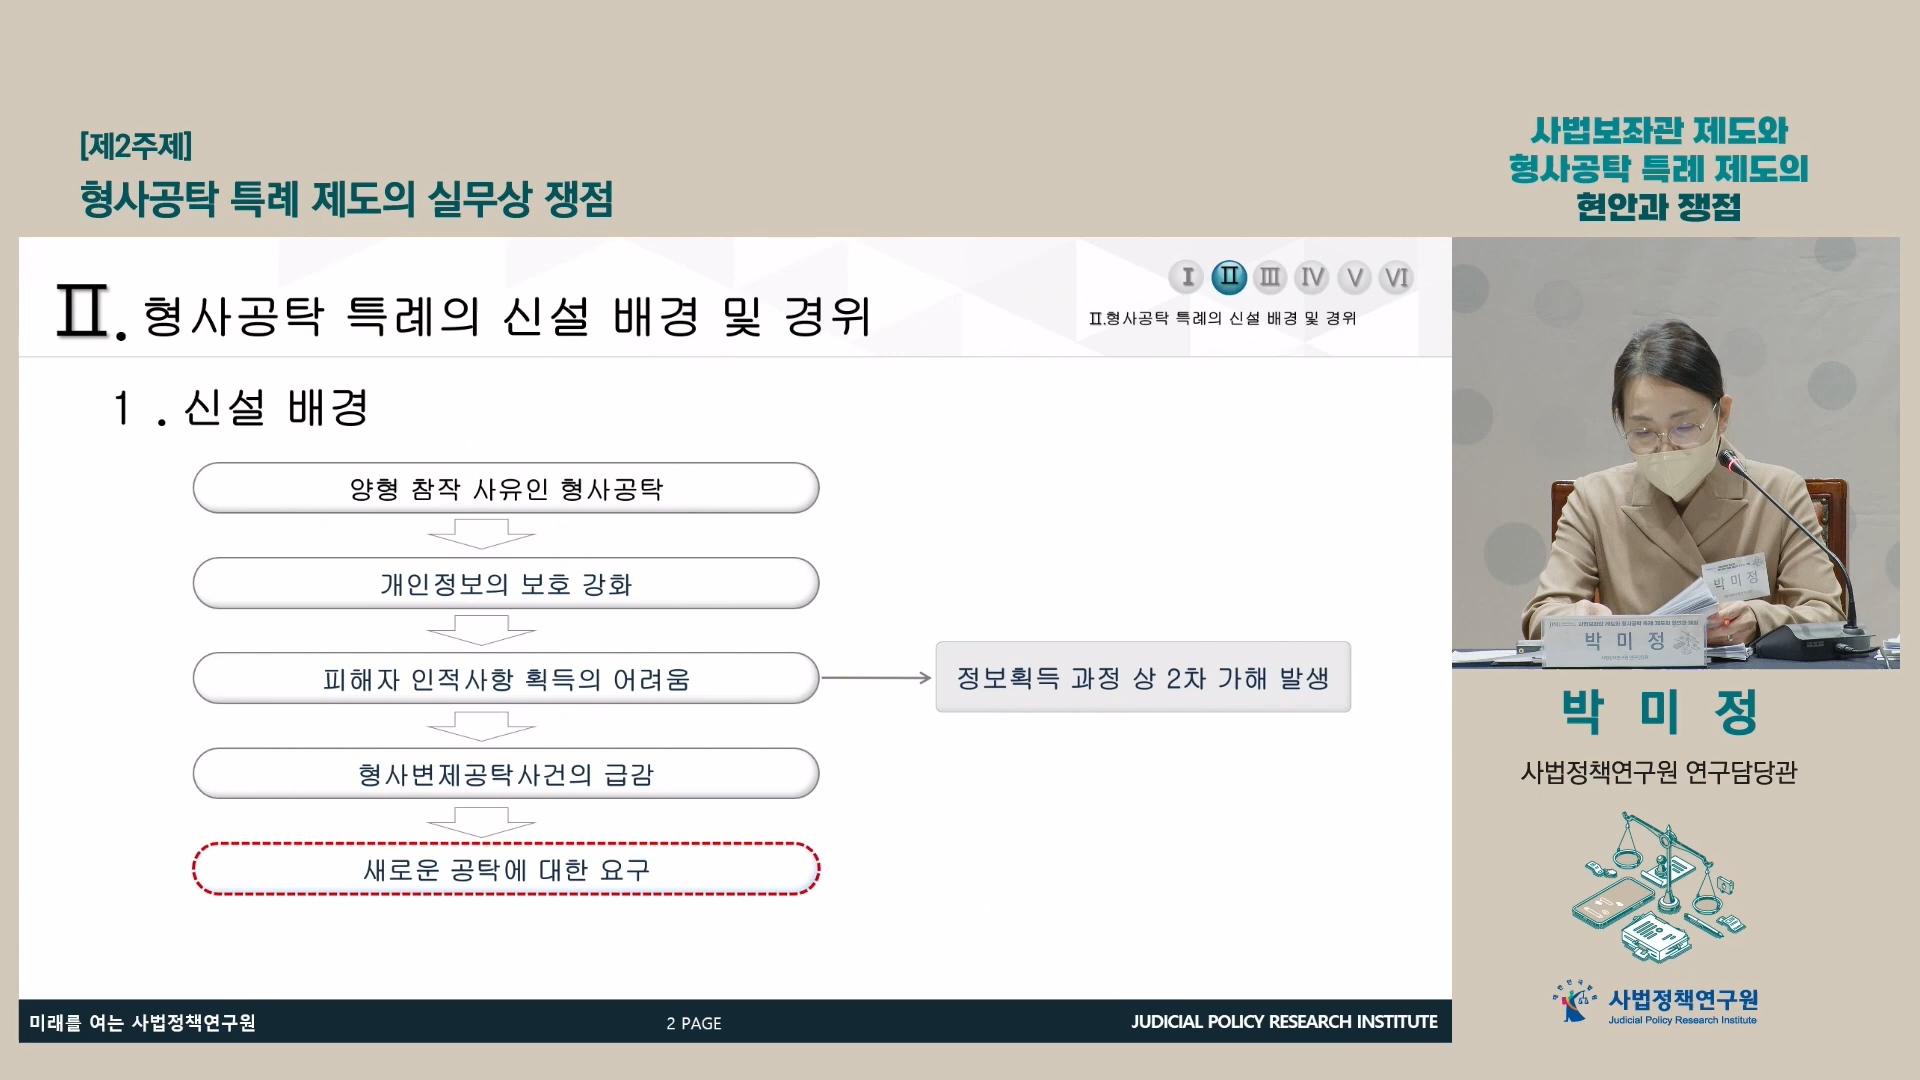 [제2주제]
형사공탁 특례 제도의 실무상 쟁점
사법보좌관 제도와
형사공탁 특례 제도의
현안과 쟁점
Ⅱ. 형사공탁 특례의 신설 배경 및 경위
Ⅰ Ⅱ Ⅲ Ⅳ Ⅴ Ⅵ
Ⅱ.형사공탁 특례의 신설 배경 및 경위
1 . 신설 배경
양형 참작 사유인 형사공탁
개인정보의 보호 강화
피해자 인적사항 획득의 어려움
정보획득 과정 상 2차 가해 발생
형사변제공탁사건의 급감
새로운 공탁에 대한 요구
미래를 여는 사법정책연구원
2 PAGE
JUDICIAL POLICY RESEARCH INSTITUTE
박 미 정
박 미 정
박 미 정
사법정책연구원 연구담당관
사법정책연구원
Judicial Policy Research Institute